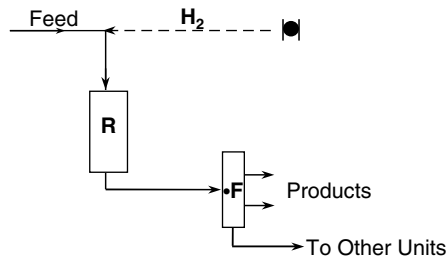 Feed
H₂
R
•F
Products
To Other Units